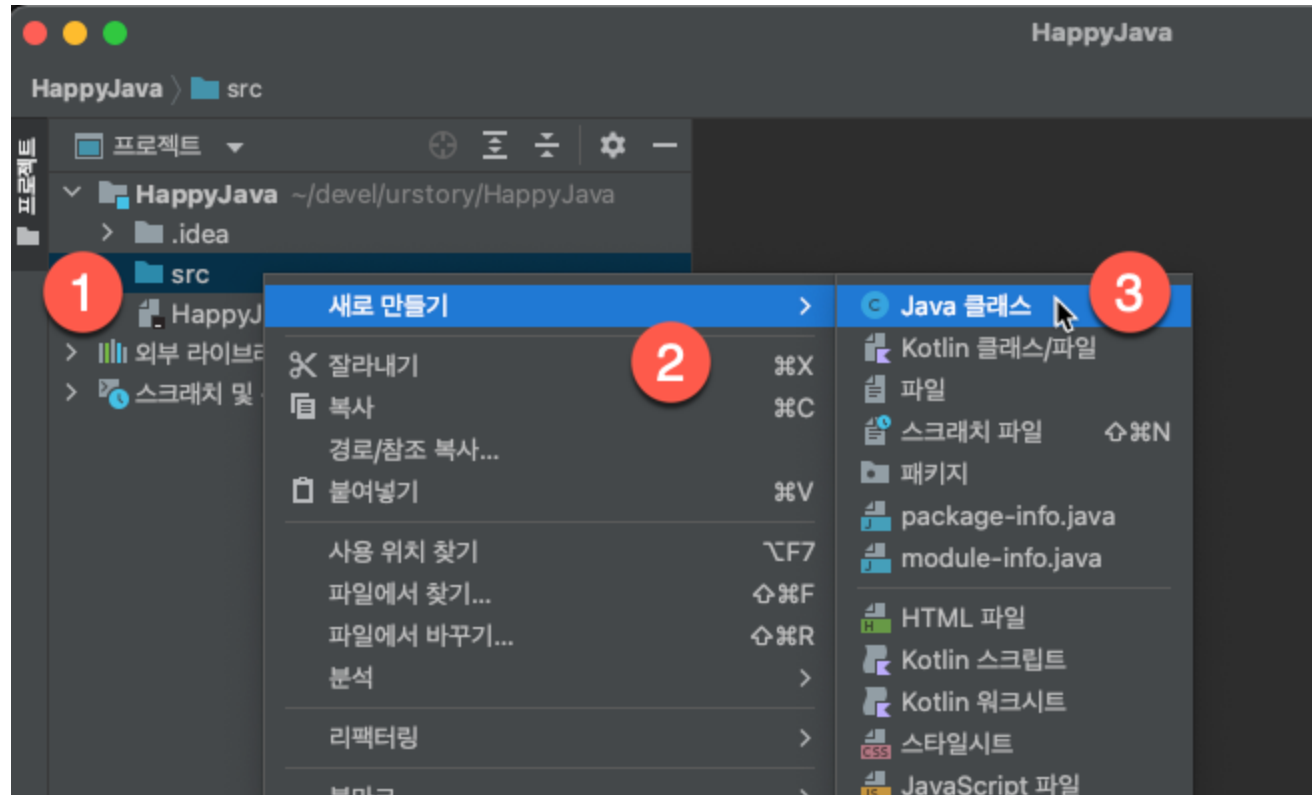 HappyJava
HappyJava 〉 src
프로젝트
프로젝트
HappyJava ~/devel/urstory/HappyJava
.idea
src
HappyJ
외부 라이브
스크래치 및
1
2
3
새로 만들기
잘라내기 ⌘X
복사 ⌘C
경로/참조 복사...
붙여넣기 ⌘V
사용 위치 찾기 ⌥F7
파일에서 찾기... ⇧⌘F
파일에서 바꾸기... ⇧⌘R
분석
리팩터링
Java 클래스
Kotlin 클래스/파일
파일
스크래치 파일 ⇧⌘N
패키지
package-info.java
module-info.java
HTML 파일
Kotlin 스크립트
Kotlin 워크시트
스타일시트
JavaScript 파일